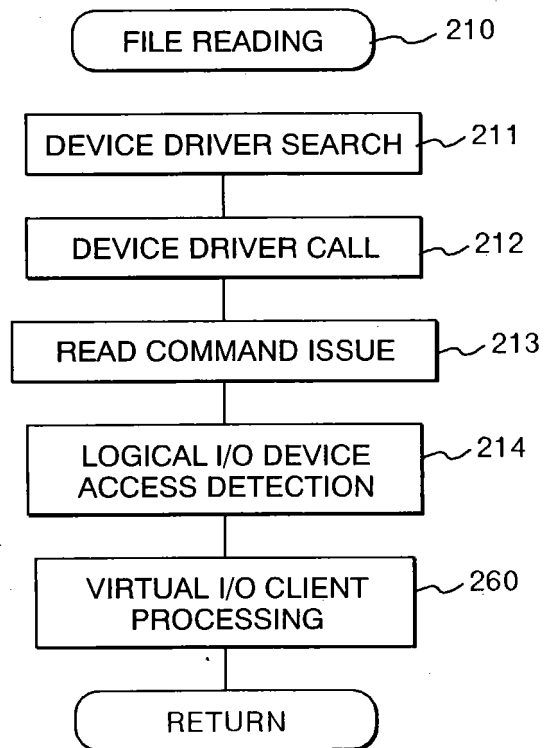 FILE READING 210
DEVICE DRIVER SEARCH 211
DEVICE DRIVER CALL 212
READ COMMAND ISSUE 213
LOGICAL I/O DEVICE
ACCESS DETECTION 214
VIRTUAL I/O CLIENT
PROCESSING 260
RETURN